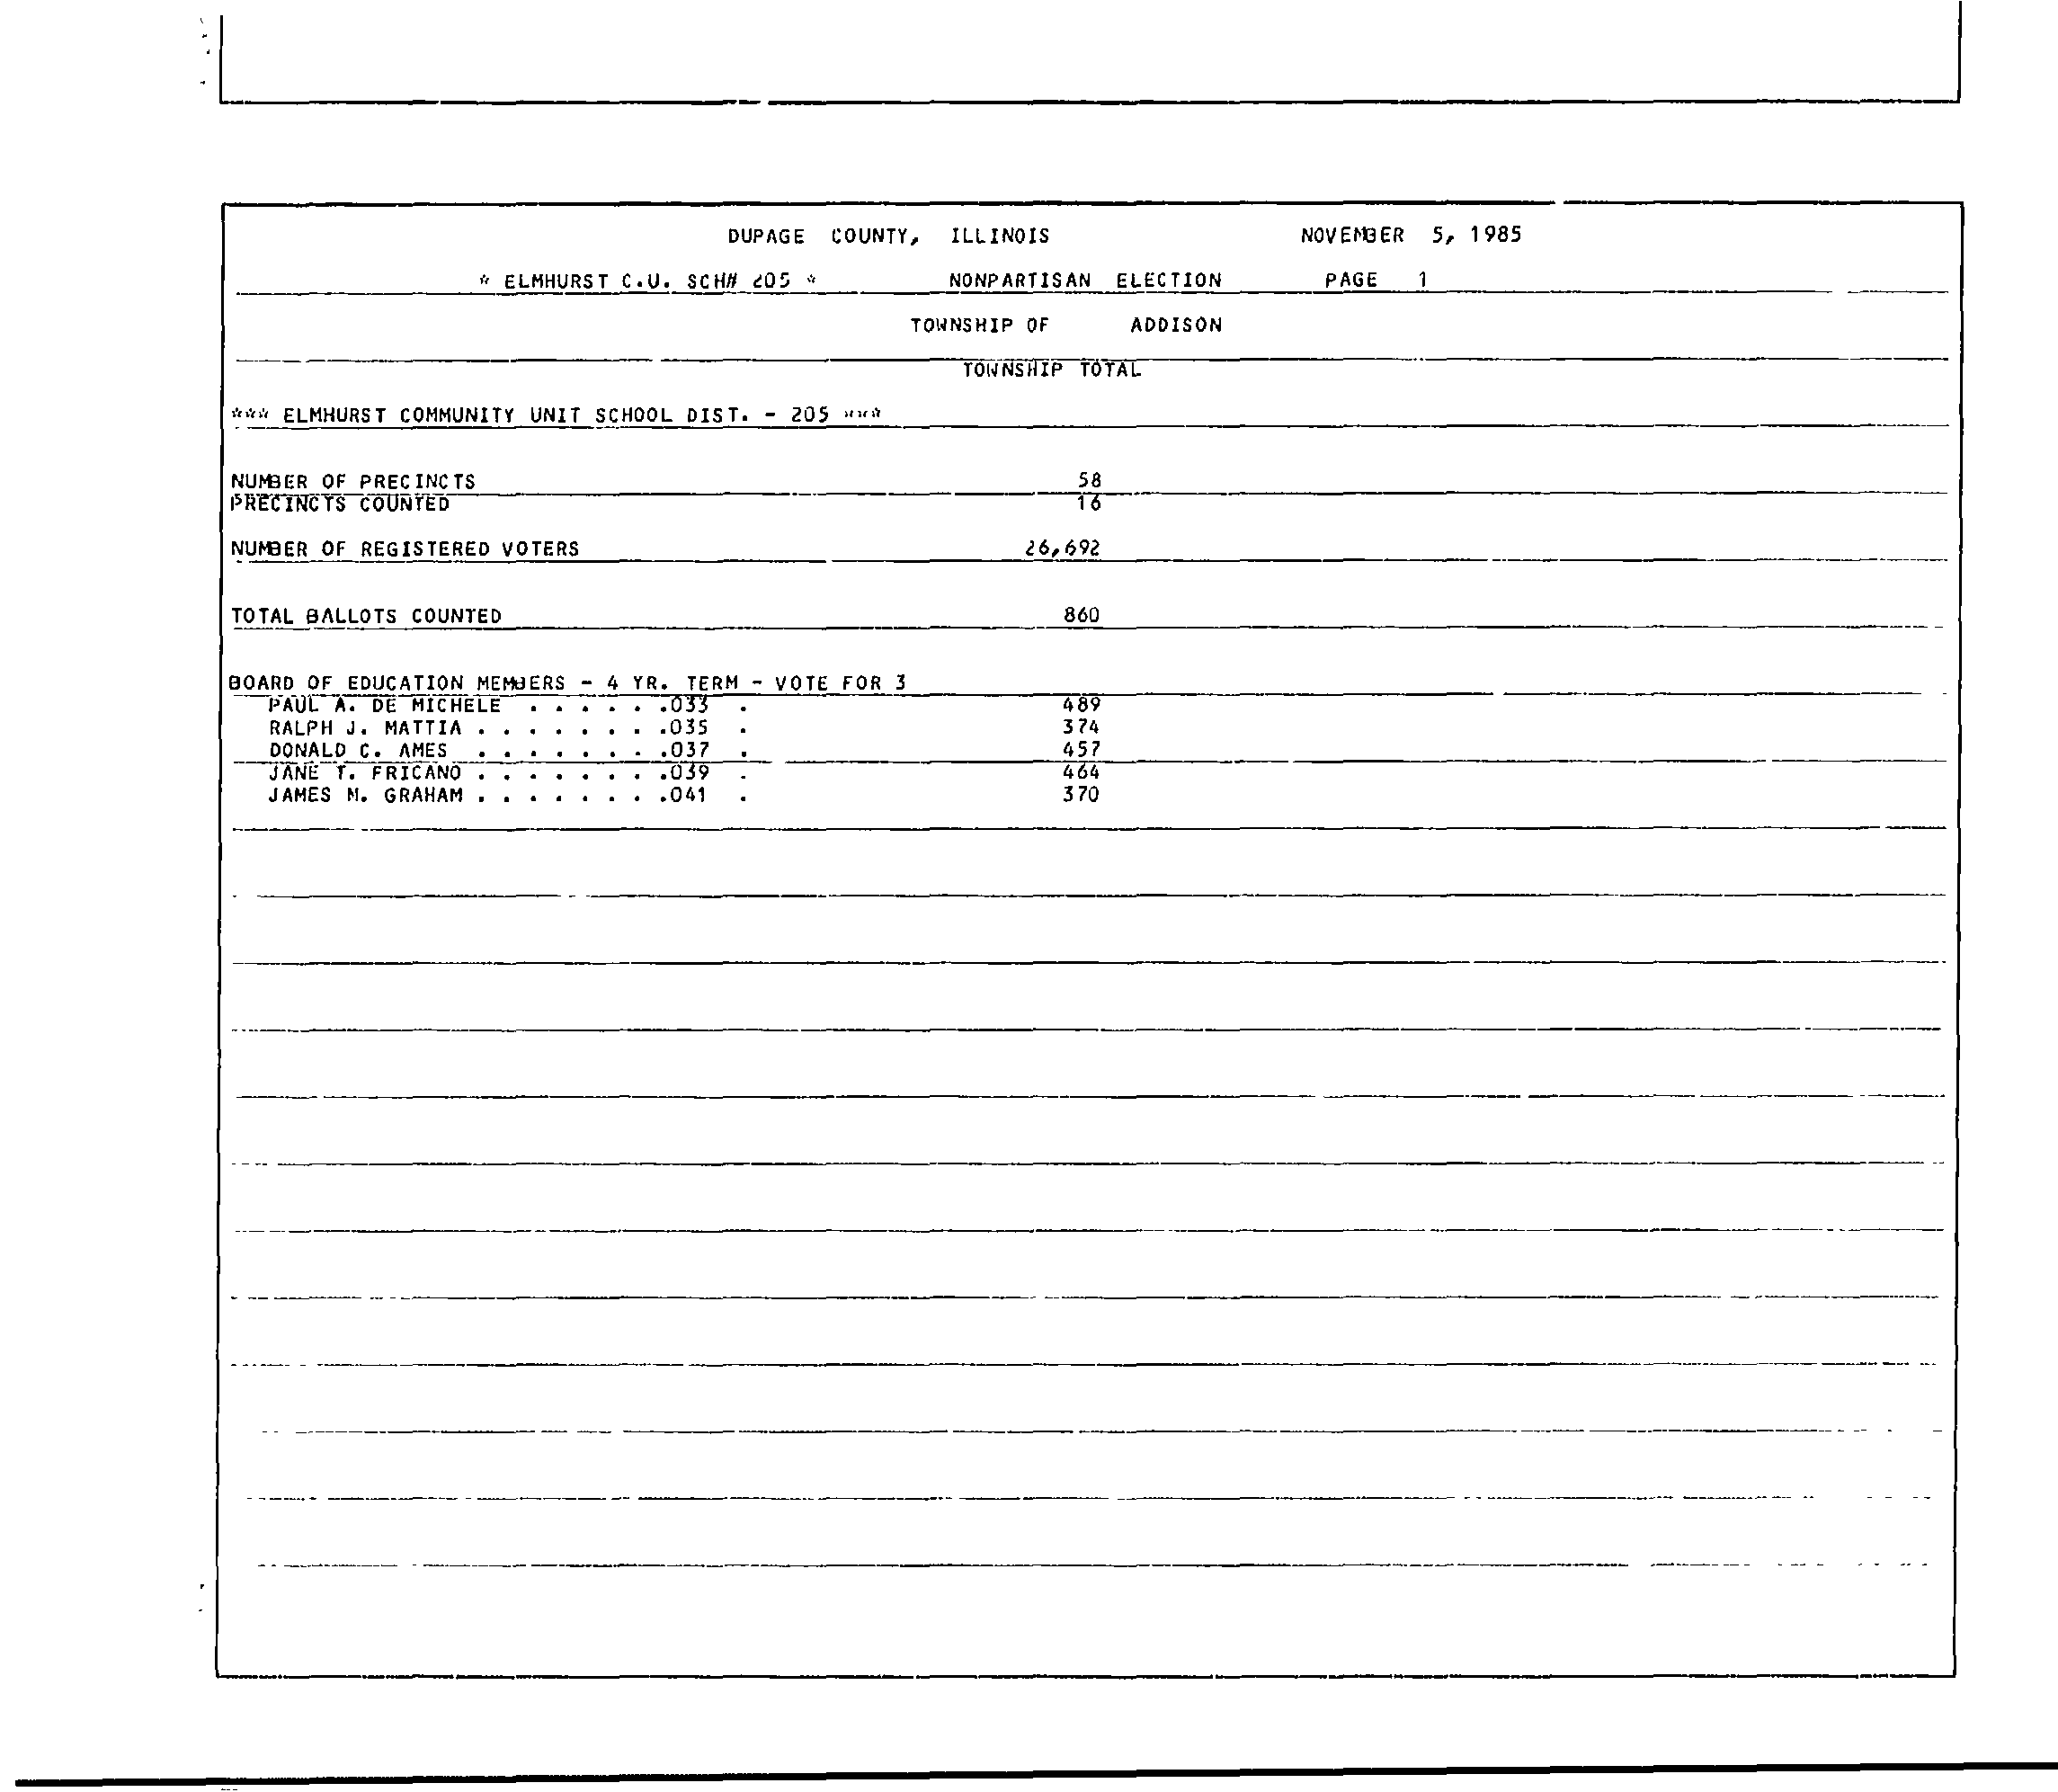 DUPAGE COUNTY, ILLINOIS NOVEMBER 5, 1985
* ELMHURST C.U. SCH# 205 * NONPARTISAN ELECTION PAGE 1
TOWNSHIP OF ADDISON
TOWNSHIP TOTAL
*** ELMHURST COMMUNITY UNIT SCHOOL DIST. - 205 ***
NUMBER OF PRECINCTS 58
PRECINCTS COUNTED 16
NUMBER OF REGISTERED VOTERS 26,692
TOTAL BALLOTS COUNTED 860
BOARD OF EDUCATION MEMBERS - 4 YR. TERM - VOTE FOR 3
PAUL A. DE MICHELE . . . . . .033 . 489
RALPH J. MATTIA . . . . . . . .035 . 374
DONALD C. AMES . . . . . . . .037 . 457
JANE T. FRICANO . . . . . . . .039 . 464
JAMES M. GRAHAM . . . . . . . .041 . 370